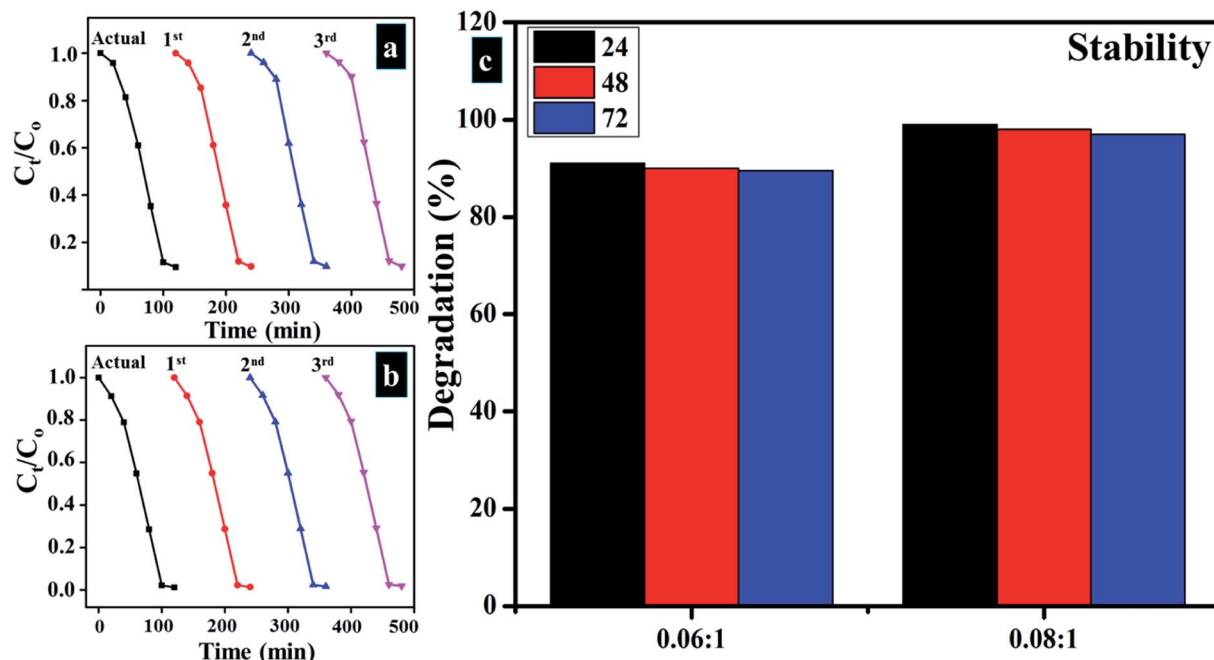 Actual 1st 2nd 3rd a
1.0
0.8
0.6
0.4
0.2
Ct/Co
0 100 200 300 400 500
Time (min)
Actual 1st 2nd 3rd b
1.0
0.8
0.6
0.4
0.2
0.0
Ct/Co
0 100 200 300 400 500
Time (min)
c
24
48
72
Stability
120
100
80
60
40
20
0
Degradation (%)
0.06:1 0.08:1